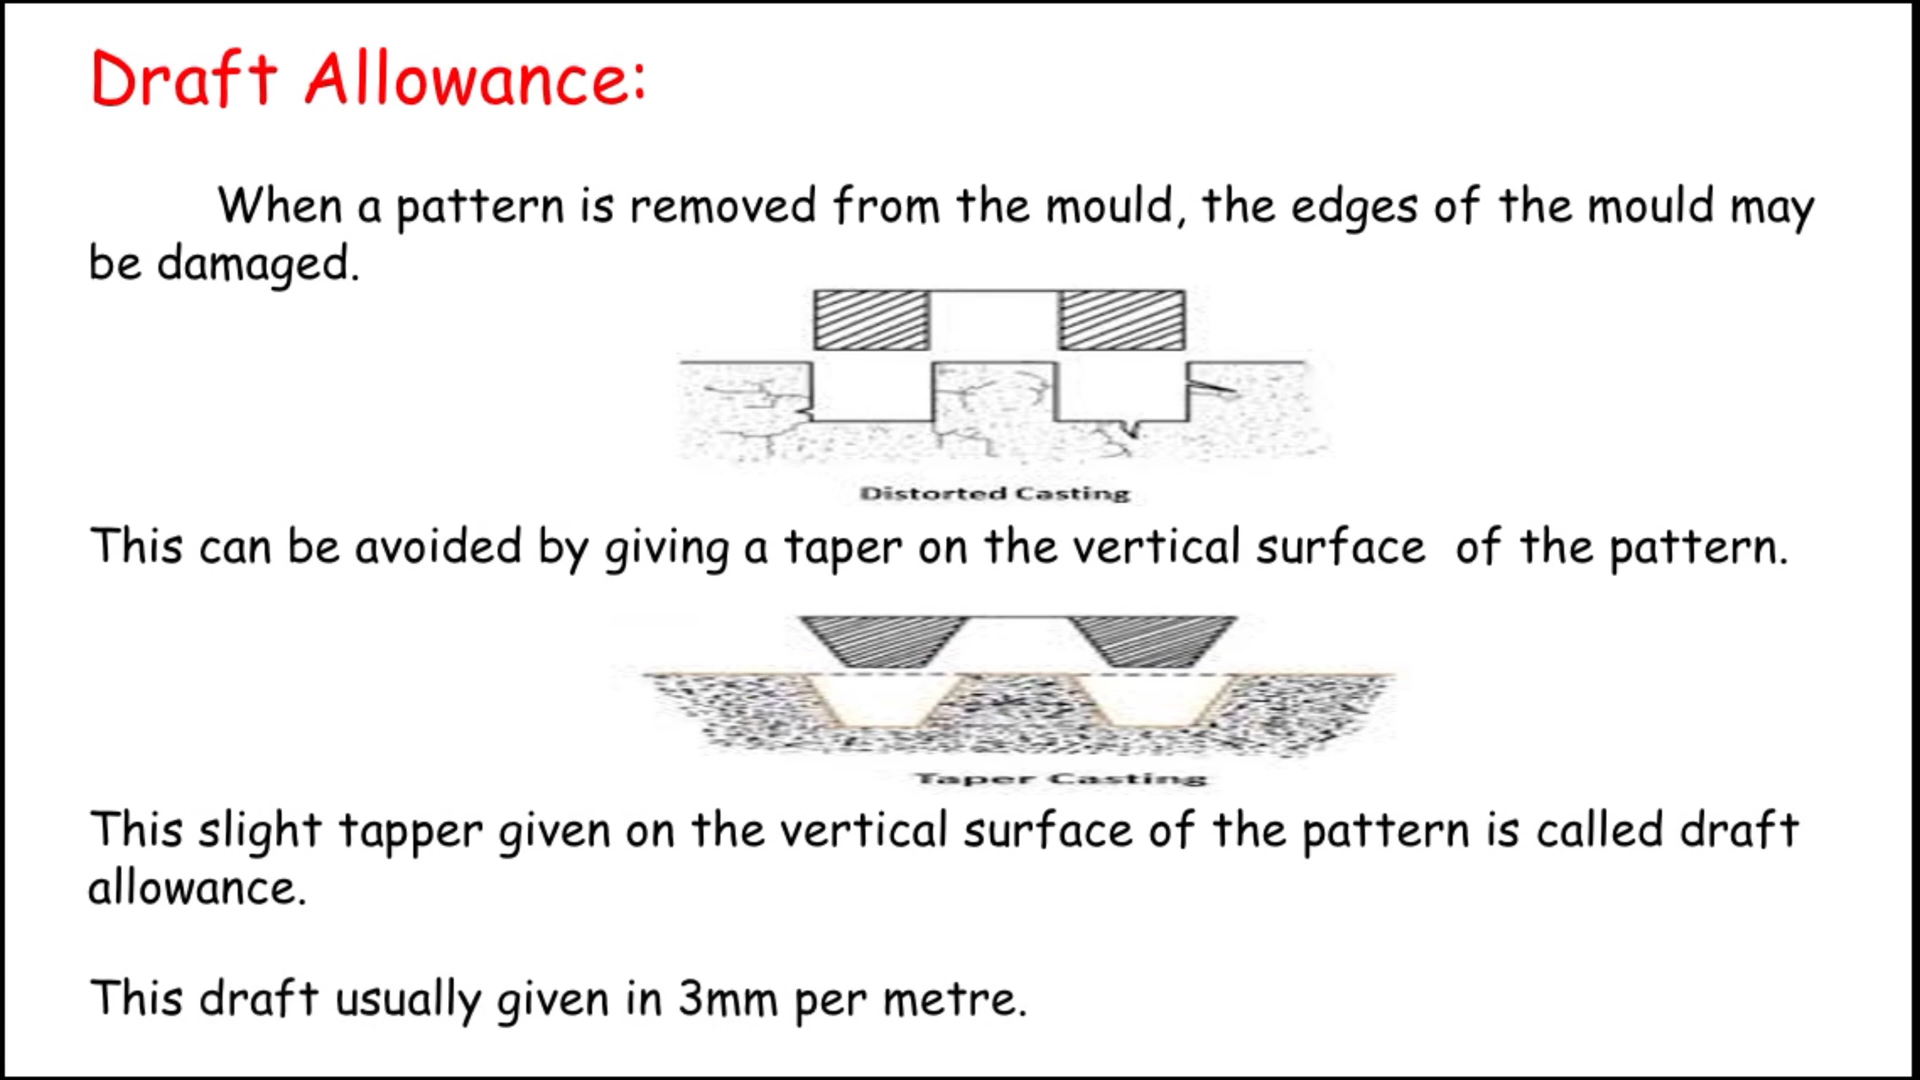 Draft Allowance:
When a pattern is removed from the mould, the edges of the mould may
be damaged.
Distorted Casting
This can be avoided by giving a taper on the vertical surface of the pattern.
Taper Casting
This slight tapper given on the vertical surface of the pattern is called draft
allowance.
This draft usually given in 3mm per metre.